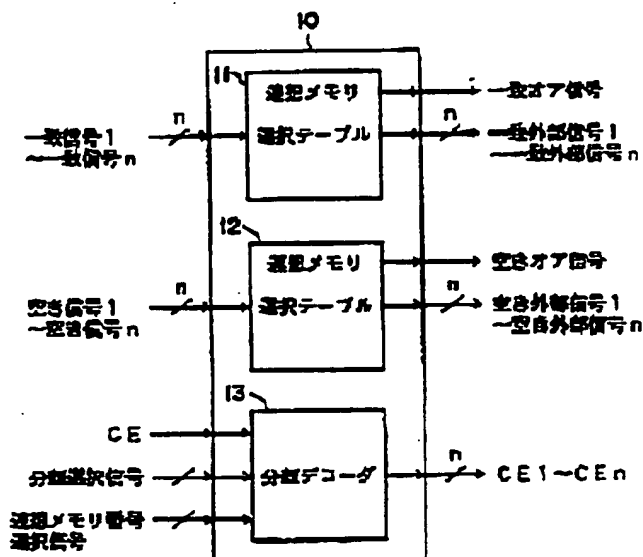 10
11
連想メモリ
選択テーブル
一致信号1
~一致信号n
n
一致オア信号
n
一致外部信号1
~一致外部信号n
12
連想メモリ
選択テーブル
空き信号1
~空き信号n
n
空きオア信号
n
空き外部信号1
~空き外部信号n
13
分割デコーダ
CE
分割選択信号
連想メモリ番号
選択信号
n
CE1~CEn